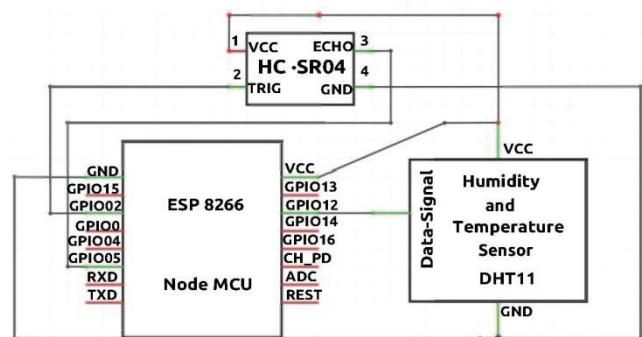 1 VCC ECHO 3
HC-SR04
2 TRIG GND 4
GND
GPIO15
GPIO02
GPIO0
GPIO04
GPIO05
RXD
TXD
ESP 8266
Node MCU
VCC
GPIO13
GPIO12
GPIO14
GPIO16
CH_PD
ADC
REST
VCC
Data-Signal
Humidity
and
Temperature
Sensor
DHT11
GND